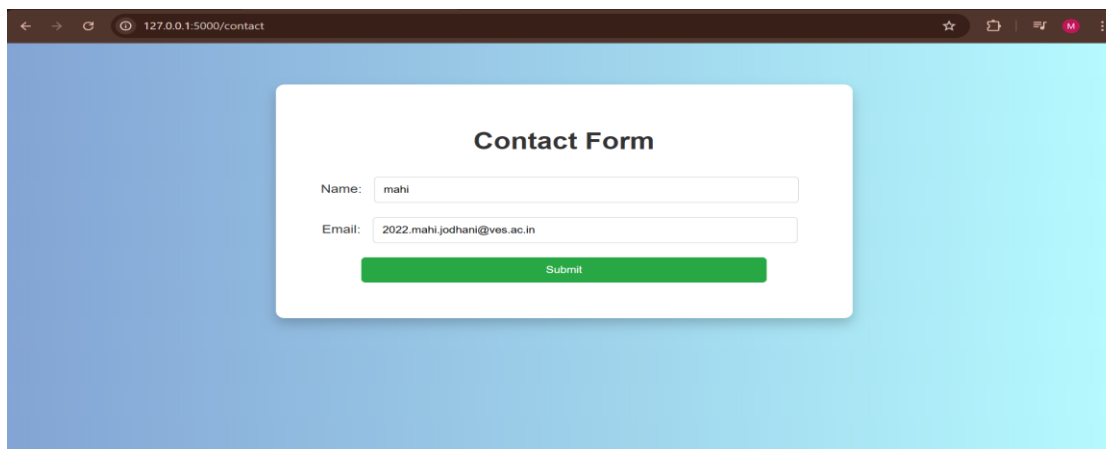 127.0.0.1:5000/contact
M
Contact Form
Name: mahi
Email: 2022.mahi.jodhani@ves.ac.in
Submit